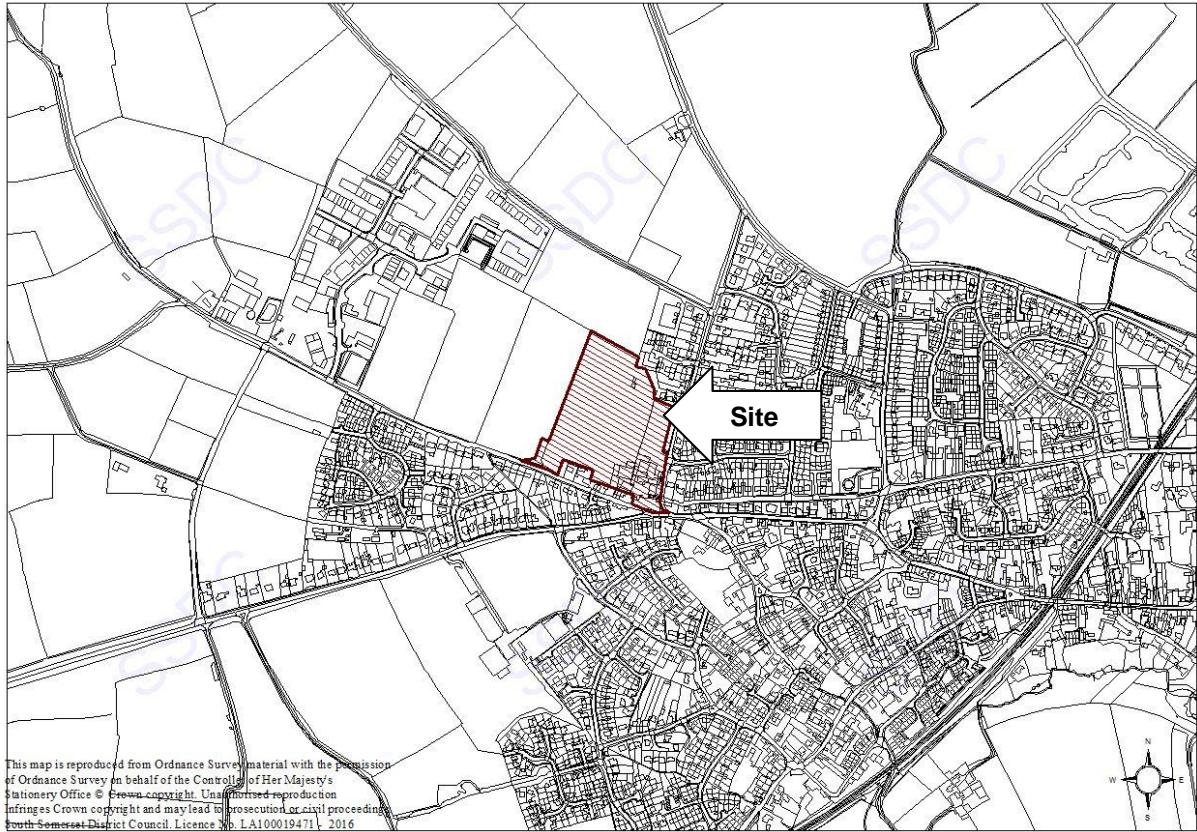 SSDC
SSDC
SSDC
Site
SSDC
SSDC
SSDC
N
W E
S
This map is reproduced from Ordnance Survey material with the permission
of Ordnance Survey on behalf of the Controller of Her Majesty's
Stationery Office © Crown copyright. Unauthorised reproduction
Infringes Crown copyright and may lead to prosecution or civil proceedings
South Somerset District Council. Licence No. LA100019471 - 2016